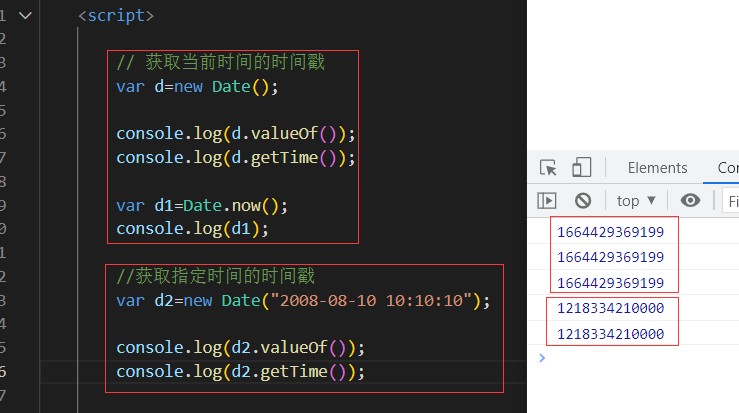 1 <script>
2
3 // 获取当前时间的时间戳
4 var d=new Date();
5
6 console.log(d.valueOf());
7 console.log(d.getTime());
8
9 var d1=Date.now();
0 console.log(d1);
1
2 //获取指定时间的时间戳
3 var d2=new Date("2008-08-10 10:10:10");
4
5 console.log(d2.valueOf());
6 console.log(d2.getTime());
7
Elements Co
top ▼ Fi
1664429369199
1664429369199
1664429369199
1218334210000
1218334210000